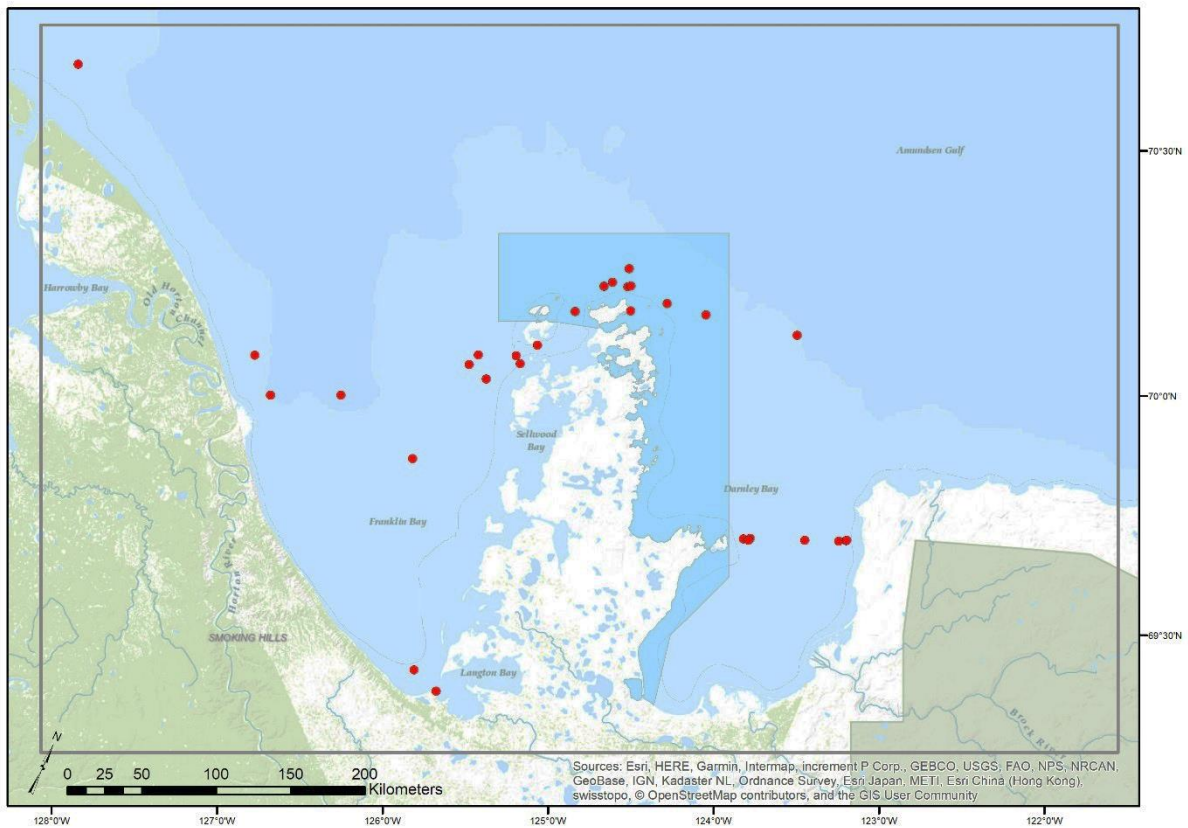 Amundsen Gulf
70°30'N
Harrowby Bay
Old Horton Channel
70°0'N
Sellwood
Bay
Darnley Bay
Franklin Bay
Horton River
SMOKING HILLS
69°30'N
Langton Bay
Brock River
N
0 25 50 100 150 200
Kilometers
Sources: Esri, HERE, Garmin, Intermap, increment P Corp., GEBCO, USGS, FAO, NPS, NRCAN,
GeoBase, IGN, Kadaster NL, Ordnance Survey, Esri Japan, METI, Esri China (Hong Kong),
swisstopo, © OpenStreetMap contributors, and the GIS User Community
128°0'W 127°0'W 126°0'W 125°0'W 124°0'W 123°0'W 122°0'W